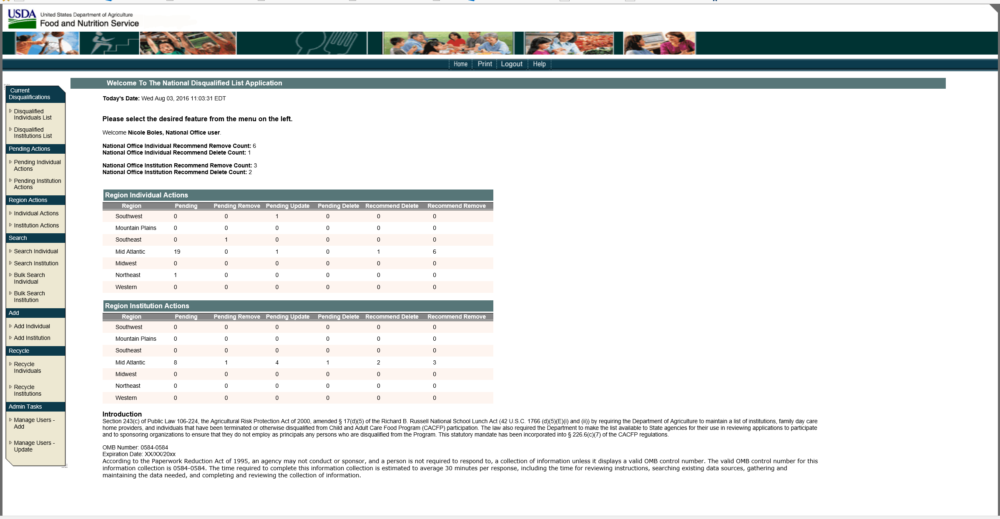 USDA United States Department of Agriculture
Food and Nutrition Service
Home Print Logout Help
Current
Disqualifications
Disqualified
Individuals List
Disqualified
Institutions List
Pending Actions
Pending Individual
Actions
Pending Institution
Actions
Region Actions
Individual Actions
Institution Actions
Search
Search Individual
Search Institution
Bulk Search
Individual
Bulk Search
Institution
Add
Add Individual
Add Institution
Recycle
Recycle
Individuals
Recycle
Institutions
Admin Tasks
Manage Users -
Add
Manage Users -
Update
Welcome To The National Disqualified List Application
Today's Date: Wed Aug 03, 2016 11:03:31 EDT
Please select the desired feature from the menu on the left.
Welcome Nicole Boles, National Office user.
National Office Individual Recommend Remove Count: 6
National Office Individual Recommend Delete Count: 1
National Office Institution Recommend Remove Count: 3
National Office Institution Recommend Delete Count: 2
Region Individual Actions
Region Pending Pending Remove Pending Update Pending Delete Recommend Delete Recommend Remove
Southwest 0 0 1 0 0 0
Mountain Plains 0 0 0 0 0 0
Southeast 0 1 0 0 0 0
Mid Atlantic 19 0 1 0 1 6
Midwest 0 0 0 0 0 0
Northeast 1 0 0 0 0 0
Western 0 0 0 0 0 0
Region Institution Actions
Region Pending Pending Remove Pending Update Pending Delete Recommend Delete Recommend Remove
Southwest 0 0 0 0 0 0
Mountain Plains 0 0 0 0 0 0
Southeast 0 0 0 0 0 0
Mid Atlantic 8 1 4 1 2 3
Midwest 0 0 0 0 0 0
Northeast 0 0 0 0 0 0
Western 0 0 0 0 0 0
Introduction
Section 243(c) of Public Law 106-224, the Agricultural Risk Protection Act of 2000, amended § 17(d)(5) of the Richard B. Russell National School Lunch Act (42 U.S.C. 1766 (d)(5)(E)(i) and (ii)) by requiring the Department of Agriculture to maintain a list of institutions, family day care
home providers, and individuals that have been terminated or otherwise disqualified from Child and Adult Care Food Program (CACFP) participation. The law also required the Department to make the list available to State agencies for their use in reviewing applications to participate
and to sponsoring organizations to ensure that they do not employ as principals any persons who are disqualified from the Program. This statutory mandate has been incorporated into § 226.6(c)(7) of the CACFP regulations.
OMB Number: 0584-0584
Expiration Date: XX/XX/20xx
According to the Paperwork Reduction Act of 1995, an agency may not conduct or sponsor, and a person is not required to respond to, a collection of information unless it displays a valid OMB control number. The valid OMB control number for this
information collection is 0584-0584. The time required to complete this information collection is estimated to average 30 minutes per response, including the time for reviewing instructions, searching existing data sources, gathering and
maintaining the data needed, and completing and reviewing the collection of information.